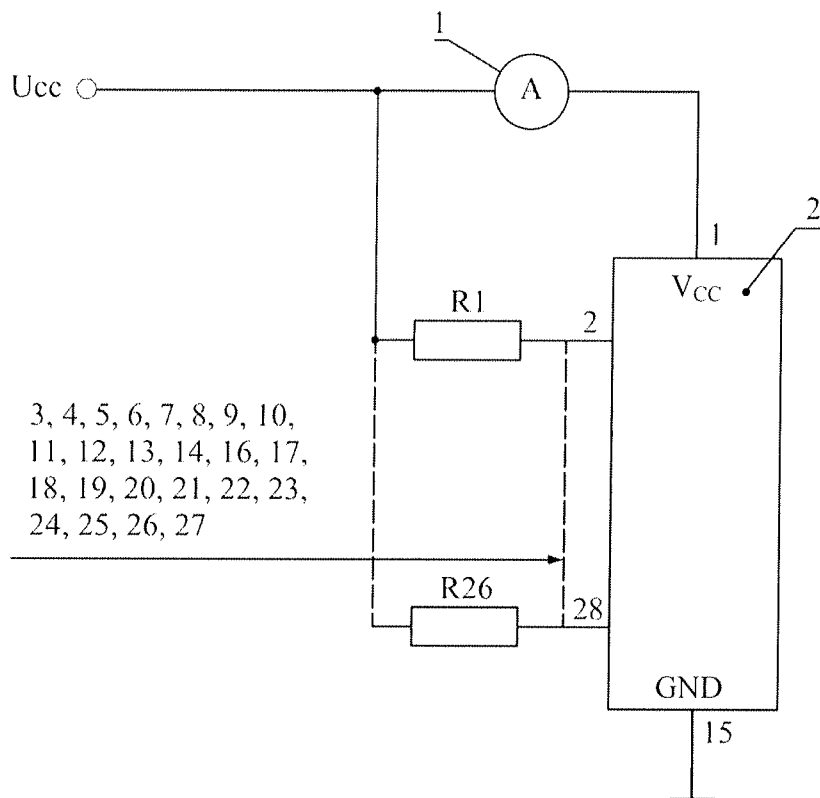 1
Ucc
A
2
1
V_CC
R1
2
3, 4, 5, 6, 7, 8, 9, 10,
11, 12, 13, 14, 16, 17,
18, 19, 20, 21, 22, 23,
24, 25, 26, 27
R26
28
GND
15